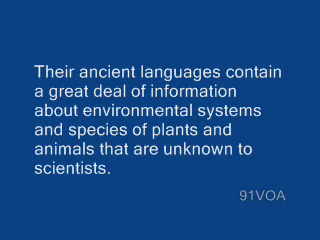 Their ancient languages contain
a great deal of information
about environmental systems
and species of plants and
animals that are unknown to
scientists.
91VOA